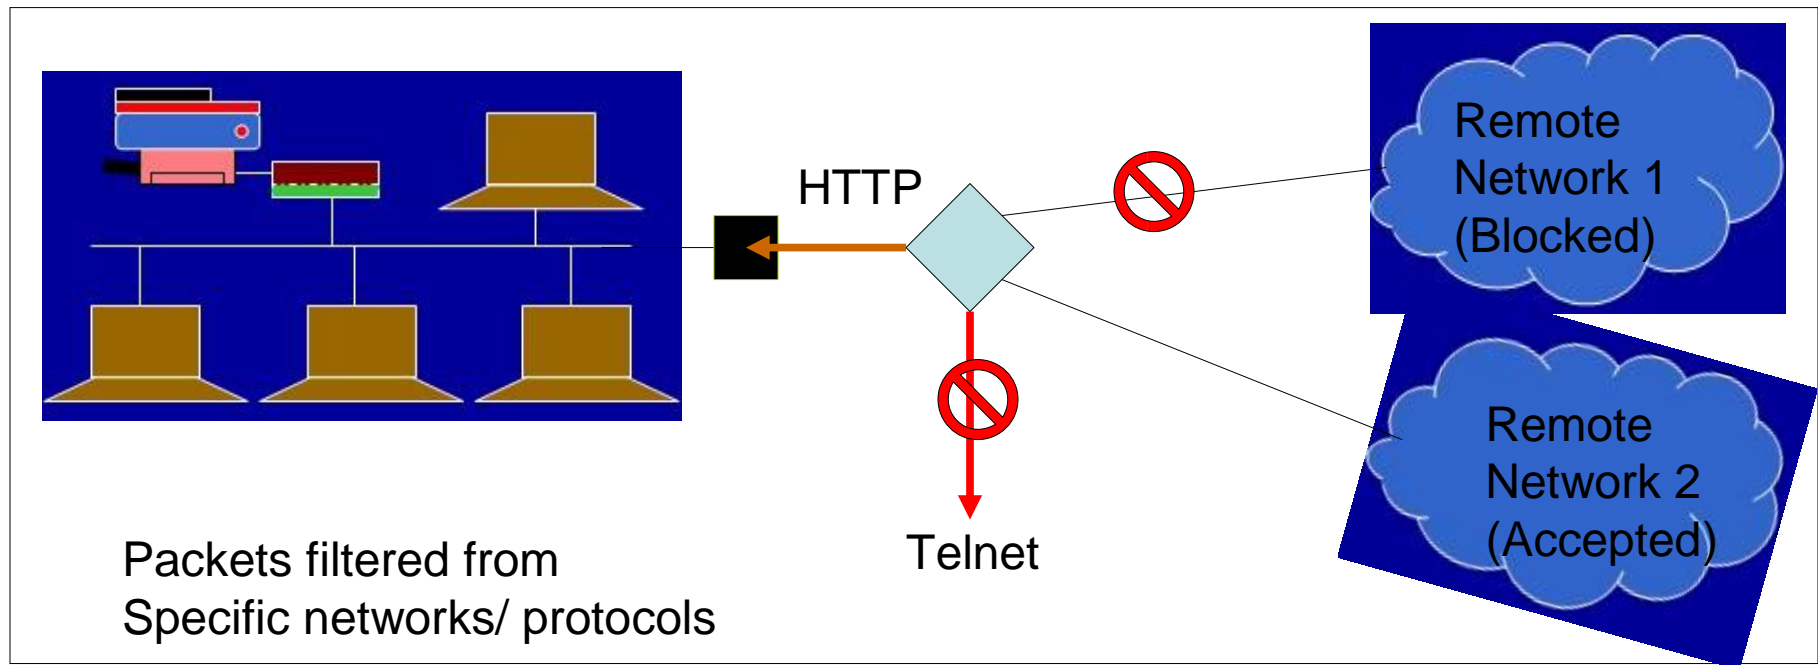 HTTP
Remote
Network 1
(Blocked)
Remote
Network 2
(Accepted)
Telnet
Packets filtered from
Specific networks/ protocols